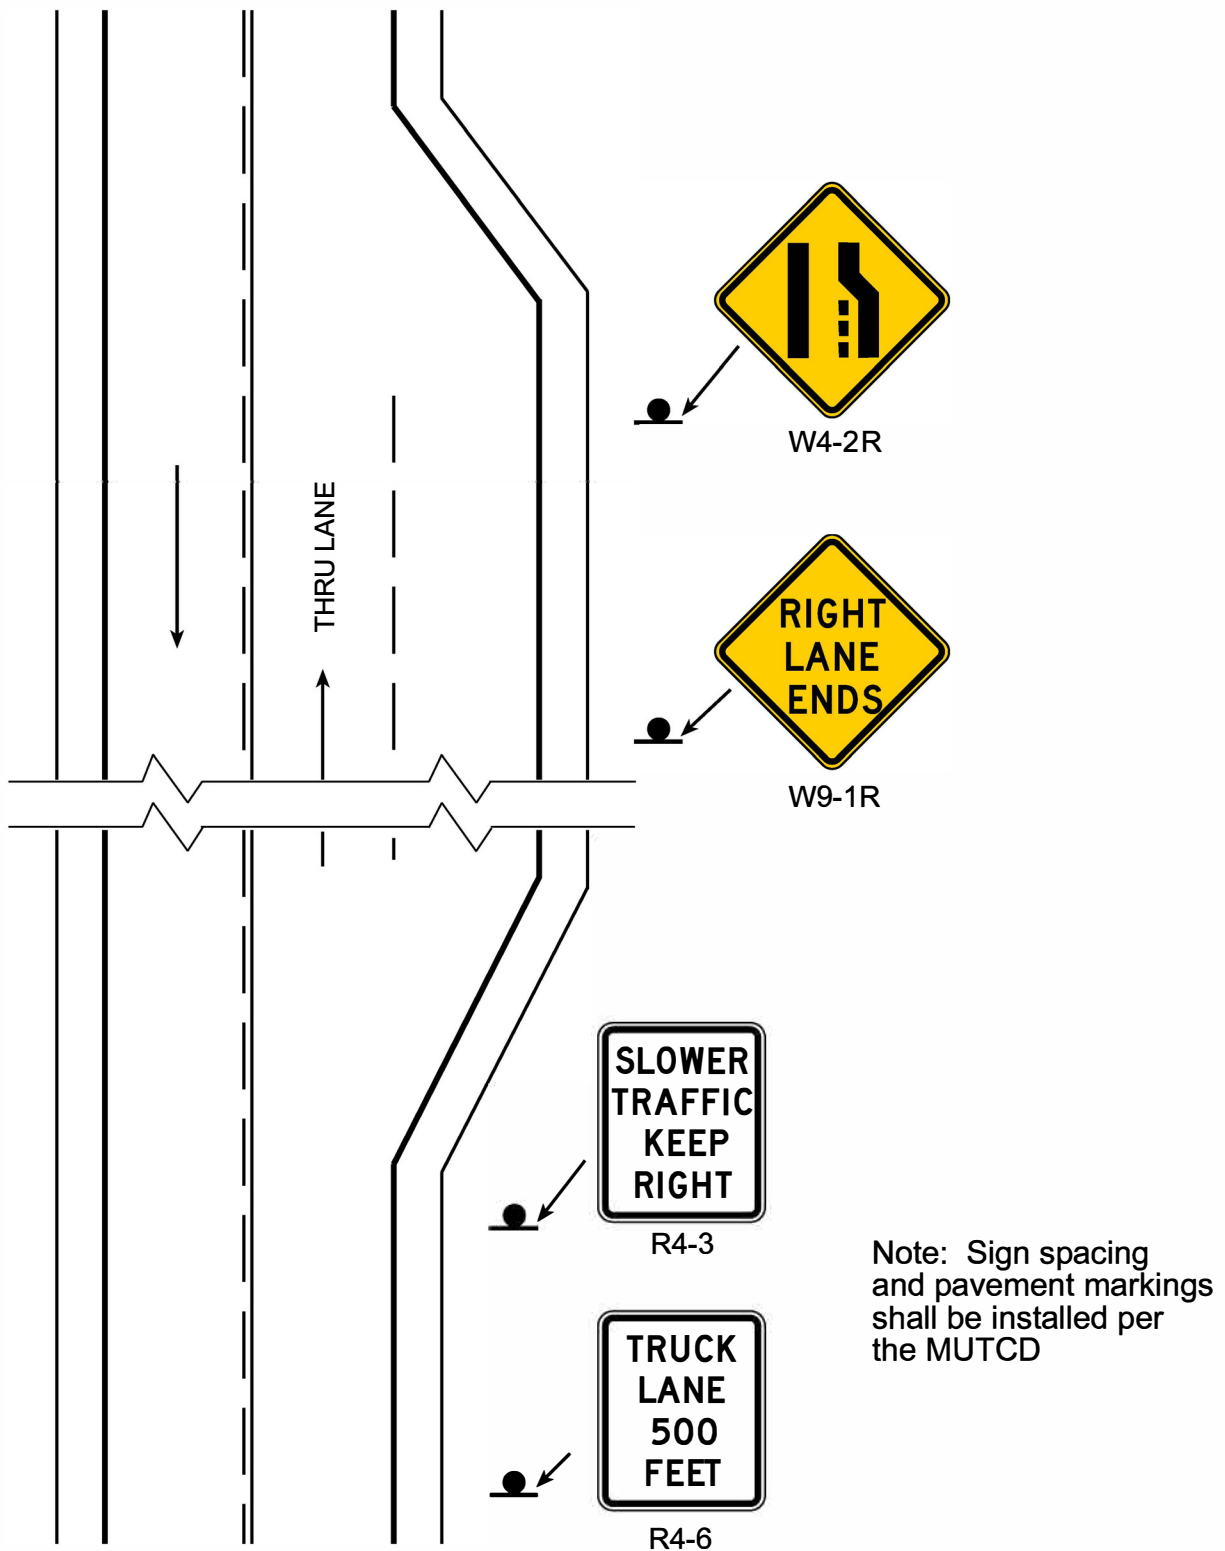 W4-2R
THRU LANE
RIGHT
LANE
ENDS
W9-1R
SLOWER
TRAFFIC
KEEP
RIGHT
R4-3
Note: Sign spacing
and pavement markings
shall be installed per
the MUTCD
TRUCK
LANE
500
FEET
R4-6